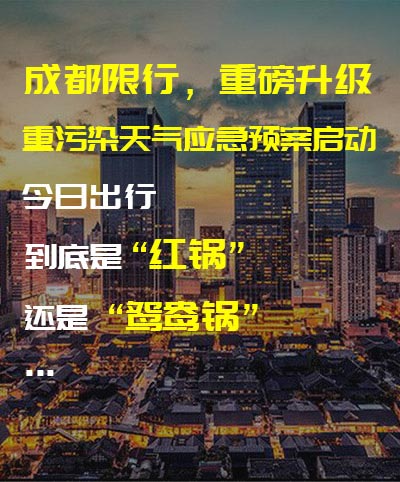 成都限行，重磅升级
重污染天气应急预案启动
今日出行
到底是“红锅”
还是“鸳鸯锅”
...